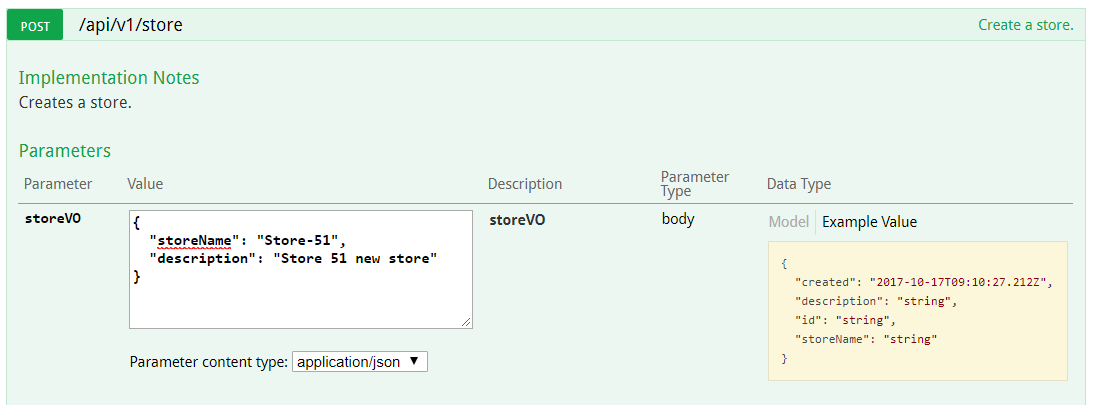 POST /api/v1/store Create a store.
Implementation Notes
Creates a store.
Parameters
Parameter Value Description Parameter Type Data Type
storeVO
{
"storeName": "Store-51",
"description": "Store 51 new store"
}
storeVO body Model Example Value
{
"created": "2017-10-17T09:10:27.212Z",
"description": "string",
"id": "string",
"storeName": "string"
}
Parameter content type: application/json